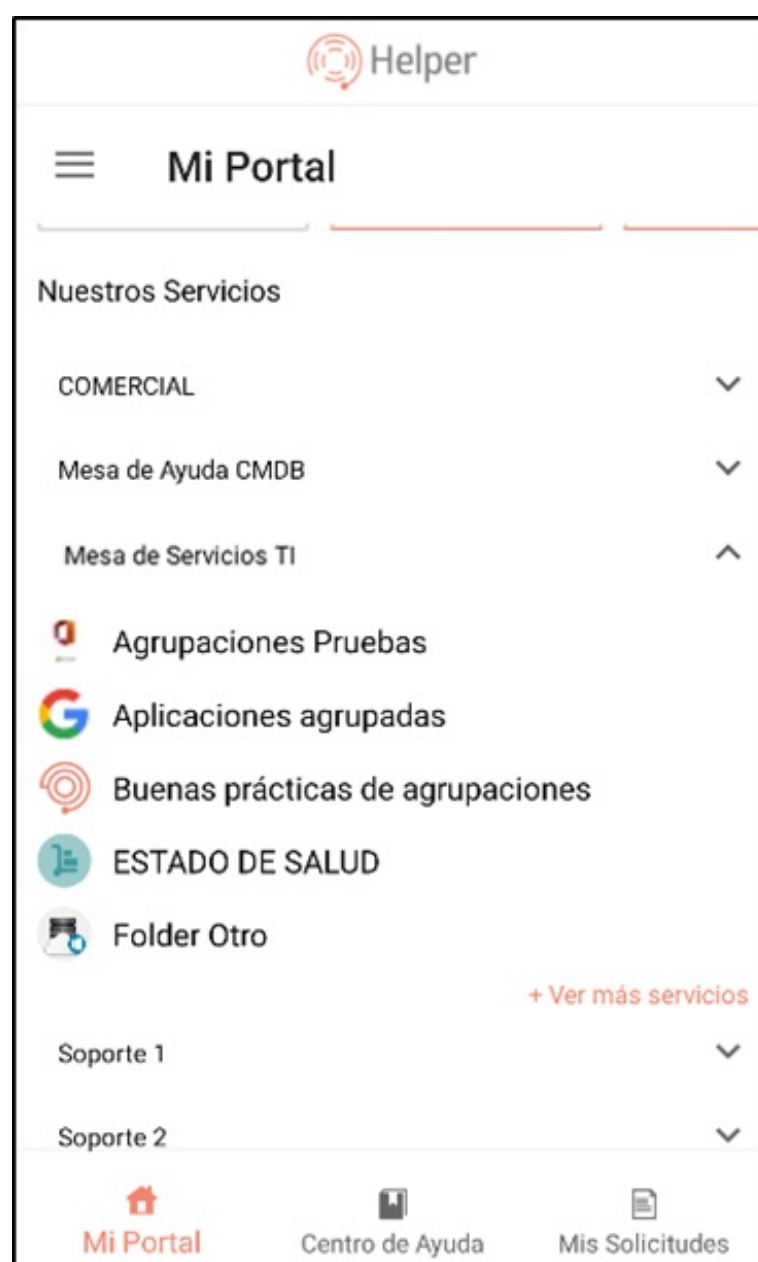 Helper
Mi Portal
Nuestros Servicios
COMERCIAL
Mesa de Ayuda CMDB
Mesa de Servicios TI
Agrupaciones Pruebas
Aplicaciones agrupadas
Buenas prácticas de agrupaciones
ESTADO DE SALUD
Folder Otro
+ Ver más servicios
Soporte 1
Soporte 2
Mi Portal
Centro de Ayuda
Mis Solicitudes